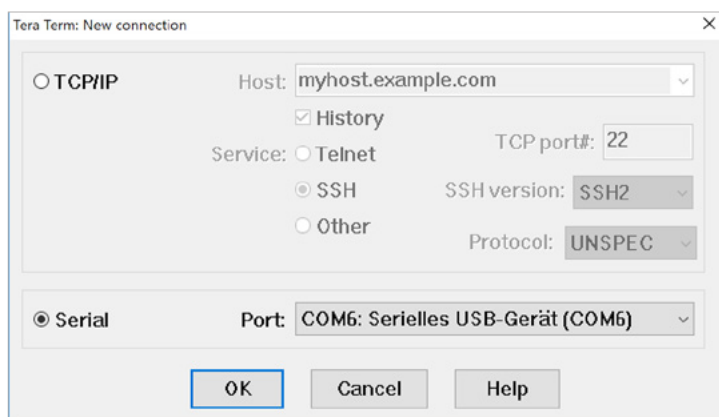 Tera Term: New connection
TCP/IP
Host: myhost.example.com
History
Service: Telnet
TCP port#: 22
SSH
SSH version: SSH2
Other
Protocol: UNSPEC
Serial
Port: COM6: Serielles USB-Gerät (COM6)
OK Cancel Help